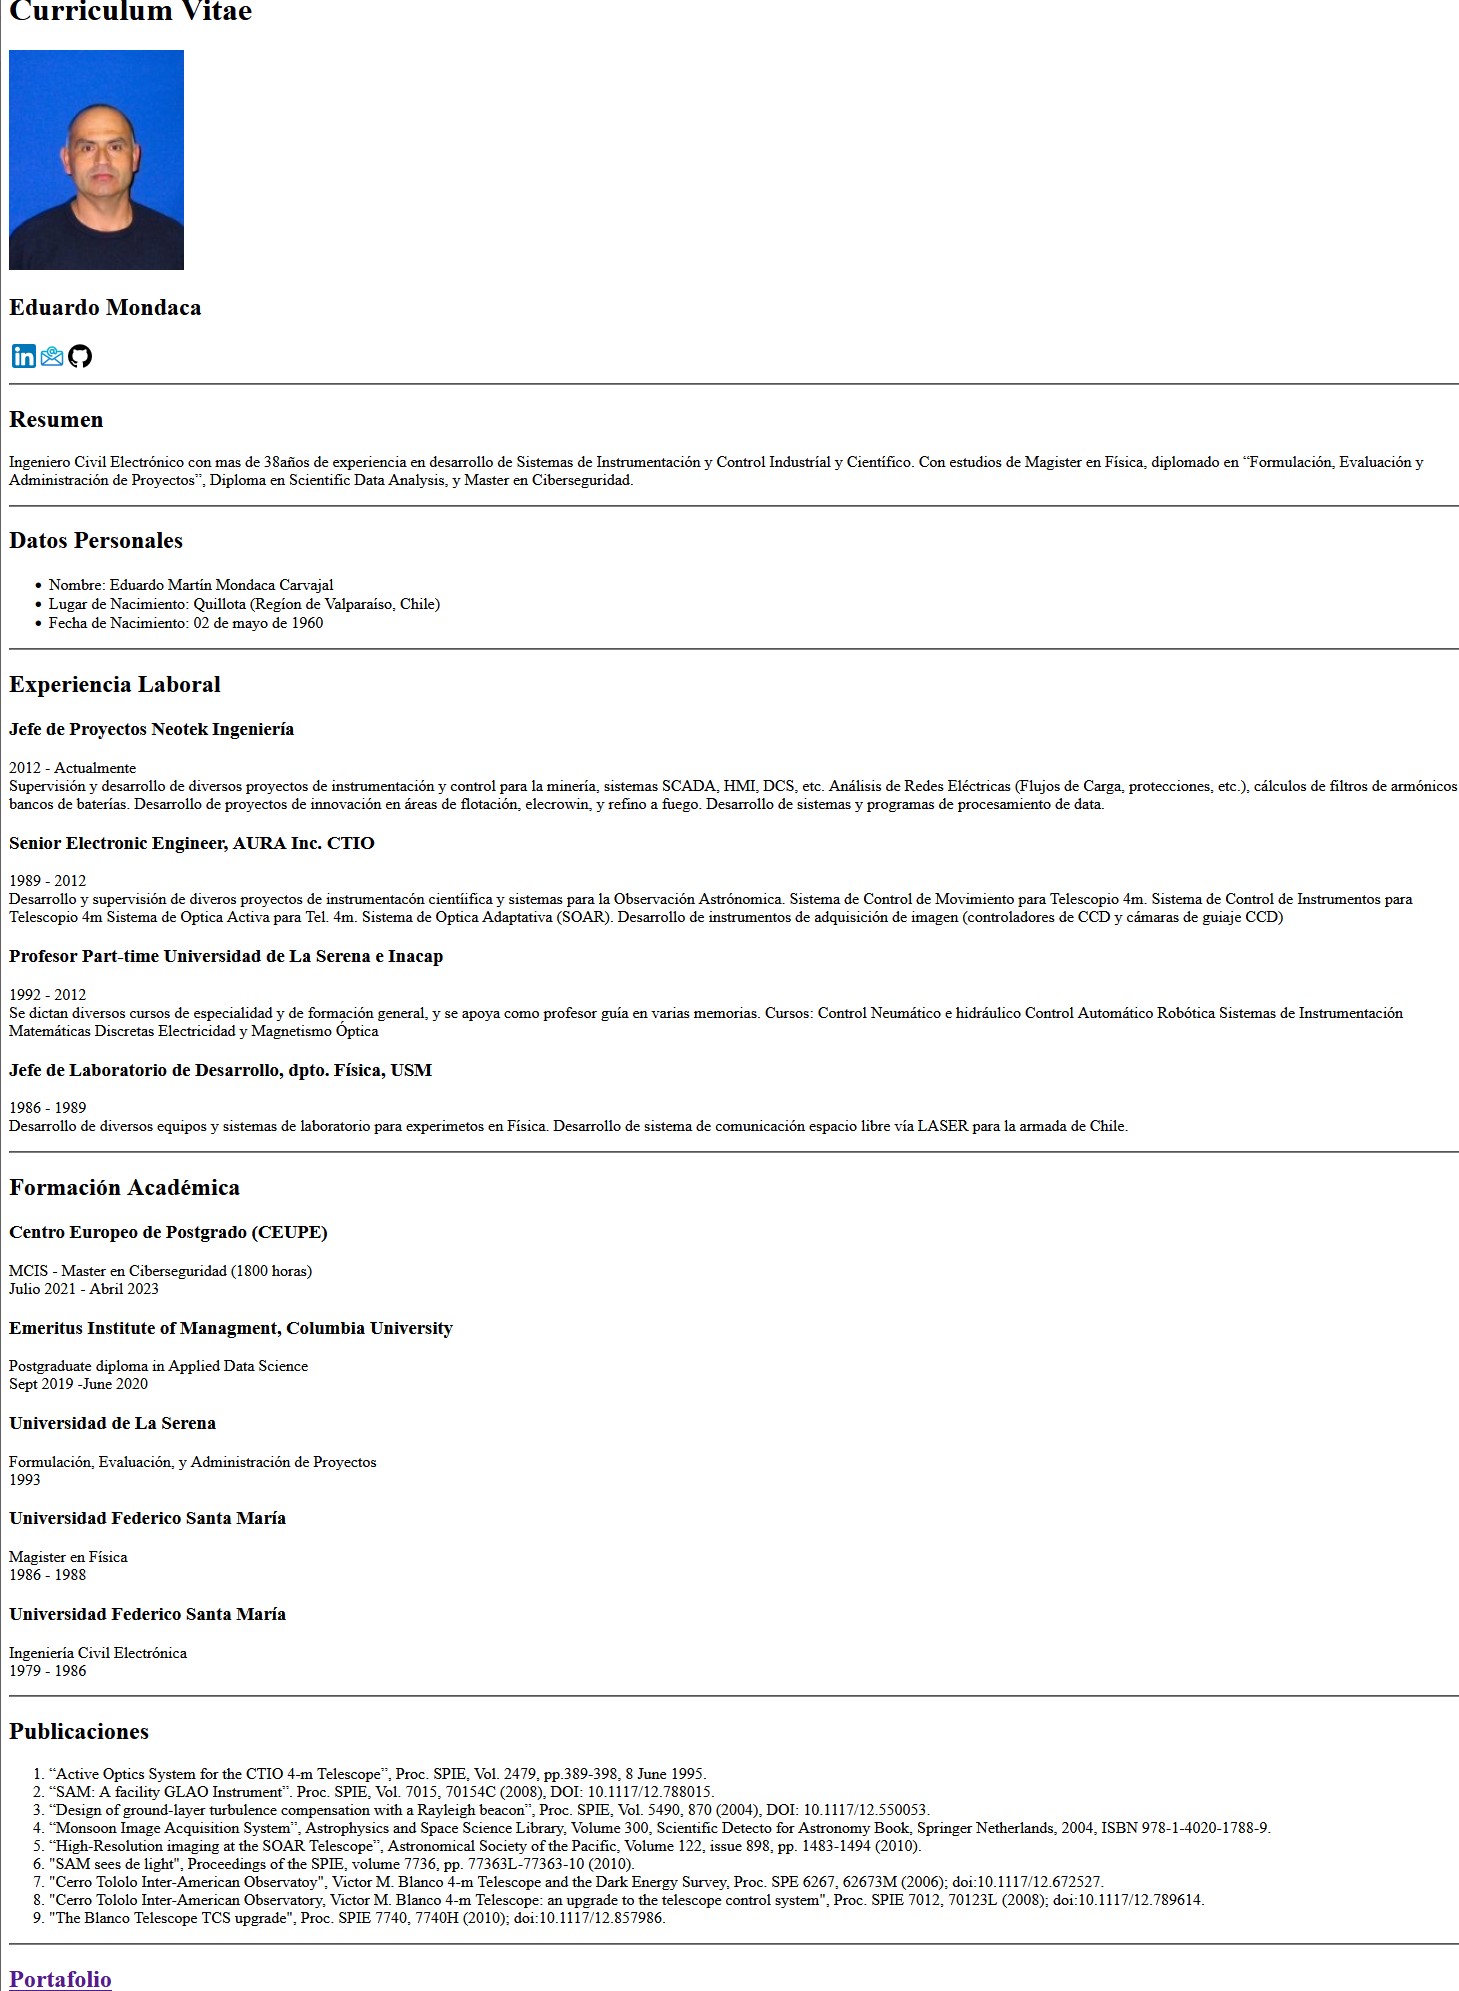 Curriculum Vitae
Eduardo Mondaca
in
Resumen
Ingeniero Civil Electrónico con mas de 38años de experiencia en desarrollo de Sistemas de Instrumentación y Control Industríal y Científico. Con estudios de Magister en Física, diplomado en “Formulación, Evaluación y
Administración de Proyectos”, Diploma en Scientific Data Analysis, y Master en Ciberseguridad.
Datos Personales
• Nombre: Eduardo Martín Mondaca Carvajal
• Lugar de Nacimiento: Quillota (Regíon de Valparaíso, Chile)
• Fecha de Nacimiento: 02 de mayo de 1960
Experiencia Laboral
Jefe de Proyectos Neotek Ingeniería
2012 - Actualmente
Supervisión y desarrollo de diversos proyectos de instrumentación y control para la minería, sistemas SCADA, HMI, DCS, etc. Análisis de Redes Eléctricas (Flujos de Carga, protecciones, etc.), cálculos de filtros de armónicos
bancos de baterías. Desarrollo de proyectos de innovación en áreas de flotación, elecrowin, y refino a fuego. Desarrollo de sistemas y programas de procesamiento de data.
Senior Electronic Engineer, AURA Inc. CTIO
1989 - 2012
Desarrollo y supervisión de diveros proyectos de instrumentacón cientíifica y sistemas para la Observación Astrónomica. Sistema de Control de Movimiento para Telescopio 4m. Sistema de Control de Instrumentos para
Telescopio 4m Sistema de Optica Activa para Tel. 4m. Sistema de Optica Adaptativa (SOAR). Desarrollo de instrumentos de adquisición de imagen (controladores de CCD y cámaras de guiaje CCD)
Profesor Part-time Universidad de La Serena e Inacap
1992 - 2012
Se dictan diversos cursos de especialidad y de formación general, y se apoya como profesor guía en varias memorias. Cursos: Control Neumático e hidráulico Control Automático Robótica Sistemas de Instrumentación
Matemáticas Discretas Electricidad y Magnetismo Óptica
Jefe de Laboratorio de Desarrollo, dpto. Física, USM
1986 - 1989
Desarrollo de diversos equipos y sistemas de laboratorio para experimetos en Física. Desarrollo de sistema de comunicación espacio libre vía LASER para la armada de Chile.
Formación Académica
Centro Europeo de Postgrado (CEUPE)
MCIS - Master en Ciberseguridad (1800 horas)
Julio 2021 - Abril 2023
Emeritus Institute of Managment, Columbia University
Postgraduate diploma in Applied Data Science
Sept 2019 -June 2020
Universidad de La Serena
Formulación, Evaluación, y Administración de Proyectos
1993
Universidad Federico Santa María
Magister en Física
1986 - 1988
Universidad Federico Santa María
Ingeniería Civil Electrónica
1979 - 1986
Publicaciones
1. “Active Optics System for the CTIO 4-m Telescope”, Proc. SPIE, Vol. 2479, pp.389-398, 8 June 1995.
2. “SAM: A facility GLAO Instrument”. Proc. SPIE, Vol. 7015, 70154C (2008), DOI: 10.1117/12.788015.
3. “Design of ground-layer turbulence compensation with a Rayleigh beacon”, Proc. SPIE, Vol. 5490, 870 (2004), DOI: 10.1117/12.550053.
4. “Monsoon Image Acquisition System”, Astrophysics and Space Science Library, Volume 300, Scientific Detecto for Astronomy Book, Springer Netherlands, 2004, ISBN 978-1-4020-1788-9.
5. “High-Resolution imaging at the SOAR Telescope”, Astronomical Society of the Pacific, Volume 122, issue 898, pp. 1483-1494 (2010).
6. "SAM sees de light", Proceedings of the SPIE, volume 7736, pp. 77363L-77363-10 (2010).
7. "Cerro Tololo Inter-American Observatoy", Victor M. Blanco 4-m Telescope and the Dark Energy Survey, Proc. SPE 6267, 62673M (2006); doi:10.1117/12.672527.
8. "Cerro Tololo Inter-American Observatory, Victor M. Blanco 4-m Telescope: an upgrade to the telescope control system", Proc. SPIE 7012, 70123L (2008); doi:10.1117/12.789614.
9. "The Blanco Telescope TCS upgrade", Proc. SPIE 7740, 7740H (2010); doi:10.1117/12.857986.
Portafolio